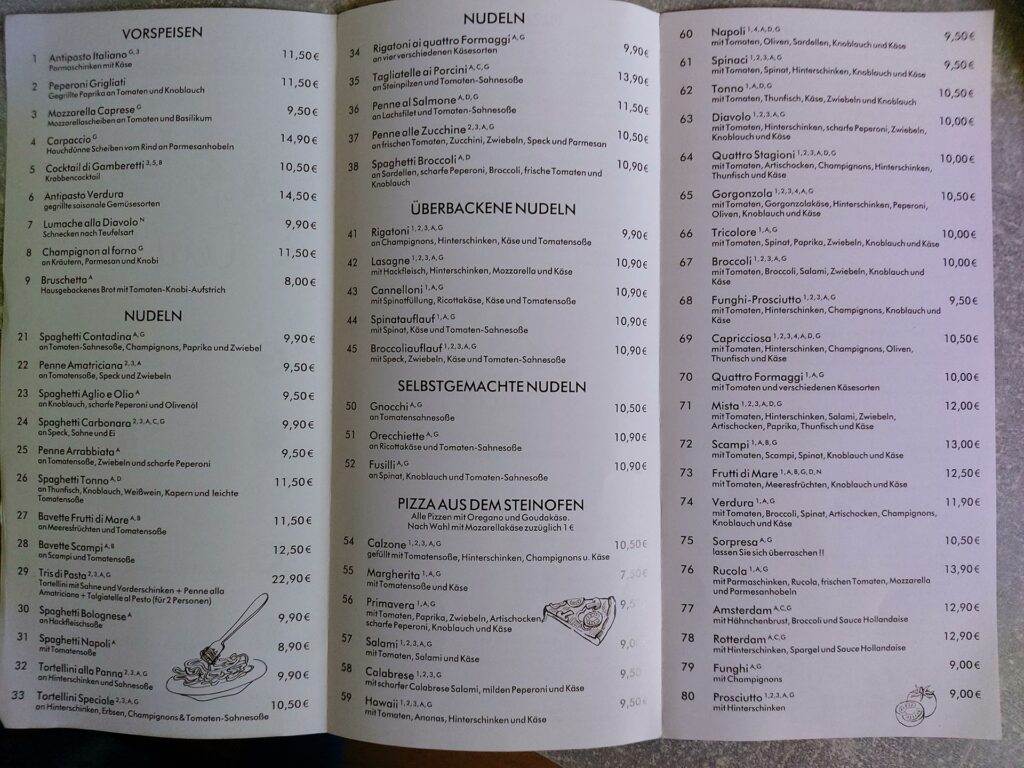 VORSPEISEN
1 Antipasto Italiano G, 3 11,50€
Parmaschinken mit Käse
2 Peperoni Grigliati 11,50€
Gegrillte Paprika an Tomaten und Knoblauch
3 Mozzarella Caprese G 9,50€
Mozzarellascheiben an Tomaten und Basilikum
4 Carpaccio G 14,90€
Hauchdünne Scheiben vom Rind an Parmesanhobeln
5 Cocktail di Gamberetti 3,5,B 10,50€
Krabbencocktail
6 Antipasto Verdura 14,50€
gegrillte saisonale Gemüsesorten
7 Lumache alla Diavolo N 9,90€
Schnecken nach Teufelsart
8 Champignon al forno G 11,50€
an Kräutern, Parmesan und Knobi
9 Bruschetta A 8,00€
Hausgebackenes Brot mit Tomaten-Knabi-Aufstrich
NUDELN
21 Spaghetti Contadina A, G 9,90€
an Tomaten-Sahnesoße, Champignons, Paprika und Zwiebel
22 Penne Amatriciana 2,3,A 9,50€
an Tomatensoße, Speck und Zwiebeln
23 Spaghetti Aglio e Olio A 9,50€
an Knoblauch, scharfe Peperoni und Olivenöl
24 Spaghetti Carbonara 2, 3, A, C, G 9,90€
an Speck, Sahne und Ei
25 Penne Arrabbiata A 9,50€
an Tomatensoße, Zwiebeln und scharfe Peperoni
26 Spaghetti Tonno A,D 11,50€
an Thunfisch, Knoblauch, Weißwein, Kapern und leichte
Tomatensoße
27 Bavette Frutti di Mare A, B 11,50€
an Meeresfrüchten und Tomatensoße
28 Bavette Scampi A, B 12,50€
an Scampi und Tomatensoße
29 Tris di Pasta 2,3,A,G 22,90€
Tortellini mit Sahne und Vorderschinken + Penne alla
Amatriciana + Talgiatelle al Pesto (für 2 Personen)
30 Spaghetti Bolognese A 9,90€
an Hackfleischsoße
31 Spaghetti Napoli A 8,90€
mit Tomatensoße
32 Tortellini alla Panna 2,3,A,G 9,90€
an Hinterschinken und Sahnesoße
33 Tortellini Speciale 2,3,A,G 10,50€
an Hinterschinken, Erbsen, Champignons & Tomaten-Sahnesoße
NUDELN
34 Rigatoni ai quattro Formaggi A, G 9,90€
an vier verschiedenen Käsesorten
35 Tagliatelle ai Porcini A, C, G 13,90€
an Steinpilzen und Tomaten-Sahnesoße
36 Penne al Salmone A, D, G 11,50€
an Lachsfilet und Tomaten-Sahnesoße
37 Penne alle Zucchine 2,3,A,G 10,50€
an frischen Tomaten, Zucchini, Zwiebeln, Speck und Parmesan
38 Spaghetti Broccoli A, D 10,90€
an Sardellen, scharfe Peperoni, Broccoli, frische Tomaten und
Knoblauch
ÜBERBACKENE NUDELN
41 Rigatoni 1,2,3,A,G 9,90€
an Champignons, Hinterschinken, Käse und Tomatensoße
42 Lasagne 1,2,3,A,G 10,90€
mit Hackfleisch, Hinterschinken, Mozzarella und Käse
43 Cannelloni 1,A,G 10,90€
mit Spinatfüllung, Ricottakäse, Käse und Tomatensoße
44 Spinatauflauf 1,A,G 10,90€
mit Spinat, Käse und Tomaten-Sahnesoße
45 Broccoliauflauf 1,2,3,A,G 10,90€
mit Speck, Zwiebeln, Käse und Tomaten-Sahnesoße
SELBSTGEMACHTE NUDELN
50 Gnocchi A, G 10,50€
an Tomatensahnesoße
51 Orecchiette A, G 10,90€
an Ricottakäse und Tomaten-Sahnesoße
52 Fusilli A,G 10,90€
an Spinat, Knoblauch und Tomaten-Sahnesoße
PIZZA AUS DEM STEINOFEN
Alle Pizzen mit Oregano und Goudakäse.
Nach Wahl mit Mozarellakäse zuzüglich 1 €
54 Calzone 1,2,3,A,G 10,50€
gefüllt mit Tomatensoße, Hinterschinken, Champignons u. Käse
55 Margherita 1,A,G 7,50€
mit Tomatensoße und Käse
56 Primavera 1,A,G 9,5
mit Tomaten, Paprika, Zwiebeln, Artischocken,
scharfe Peperoni, Knoblauch und Käse
57 Salami 1,2,3,A,G 9,0
mit Tomaten, Salami und Käse
58 Calabrese 1,2,3,G 9,50
mit scharfer Calabrese Salami, milden Peperoni und Käse
59 Hawaii 1,2,3,A,G 9,50€
mit Tomaten, Ananas, Hinterschinken und Käse
60 Napoli 1,4,A,D,G 9,50€
mit Tomaten, Oliven, Sardellen, Knoblauch und Käse
61 Spinaci 1,2,3,A,G 9,50€
mit Tomaten, Spinat, Hinterschinken, Knoblauch und Käse
62 Tonno 1,A,D,G 10,50€
mit Tomaten, Thunfisch, Käse, Zwiebeln und Knoblauch
63 Diavolo 1,2,3,A,G 10,00€
mit Tomaten, Hinterschinken, scharfe Peperoni, Zwiebeln,
Knoblauch und Käse
64 Quattro Stagioni 1,2,3,A,D,G 10,00€
mit Tomaten, Artischocken, Champignons, Hinterschinken,
Thunfisch und Käse
65 Gorgonzola 1,2,3,4,A,G 10,50€
mit Tomaten, Gorgonzolakäse, Hinterschinken, Peperoni,
Oliven, Knoblauch und Käse
66 Tricolore 1,A,G 10,00€
mit Tomaten, Spinat, Paprika, Zwiebeln, Knoblauch und Käse
67 Broccoli 1,2,3,A,G 10,00€
mit Tomaten, Broccoli, Salami, Zwiebeln, Knoblauch und
Käse
68 Funghi-Prosciutto 1,2,3,A,G 9,50€
mit Tomaten, Hinterschinken, Champignons, Knoblauch und
Käse
69 Capricciosa 1,2,3,4,A,D,G 10,50€
mit Tomaten, Hinterschinken, Champignons, Oliven,
Thunfisch und Käse
70 Quattro Formaggi 1,A,G 10,00€
mit Tomaten und verschiedenen Käsesorten
71 Mista 1,2,3,A,D,G 12,00€
mit Tomaten, Hinterschinken, Salami, Zwiebeln,
Artischocken, Paprika, Thunfisch und Käse
72 Scampi 1,A,B,G 13,00€
mit Tomaten, Scampi, Spinat, Knoblauch und Käse
73 Frutti di Mare 1,A,B,G,D,N 12,50€
mit Tomaten, Meeresfrüchten, Knoblauch und Käse
74 Verdura 1,A,G 11,90€
mit Tomaten, Broccoli, Spinat, Artischocken, Champignons,
Knoblauch und Käse
75 Sorpresa A,G 10,50€
lassen Sie sich überraschen !!
76 Rucola 1,A,G 13,90€
mit Parmaschinken, Rucola, frischen Tomaten, Mozzarella
und Parmesanhobeln
77 Amsterdam A,C,G 12,90€
mit Hähnchenbrust, Broccoli und Sauce Hollandaise
78 Rotterdam A,C,G 12,90€
mit Hinterschinken, Spargel und Sauce Hollandaise
79 Funghi A,G 9,00€
mit Champignons
80 Prosciutto 1,2,3,A,G 9,00€
mit Hinterschinken